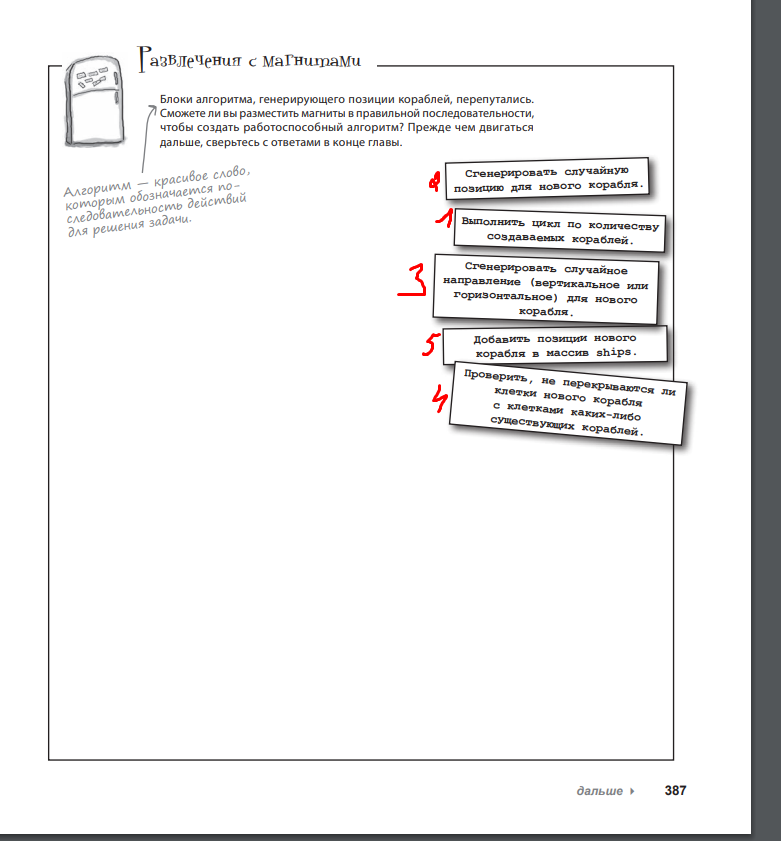 Развлечения с магнитами
Блоки алгоритма, генерирующего позиции кораблей, перепутались.
Сможете ли вы разместить магниты в правильной последовательности,
чтобы создать работоспособный алгоритм? Прежде чем двигаться
дальше, сверьтесь с ответами в конце главы.
Алгоритм — красивое слово,
которым обозначается по-
следовательность действий
для решения задачи.
2
Сгенерировать случайную
позицию для нового корабля.
1
Выполнить цикл по количеству
создаваемых кораблей.
3
Сгенерировать случайное
направление (вертикальное или
горизонтальное) для нового
корабля.
5
Добавить позиции нового
корабля в массив ships.
4
Проверить, не перекрываются ли
клетки нового корабля
с клетками каких-либо
существующих кораблей.
дальше
387